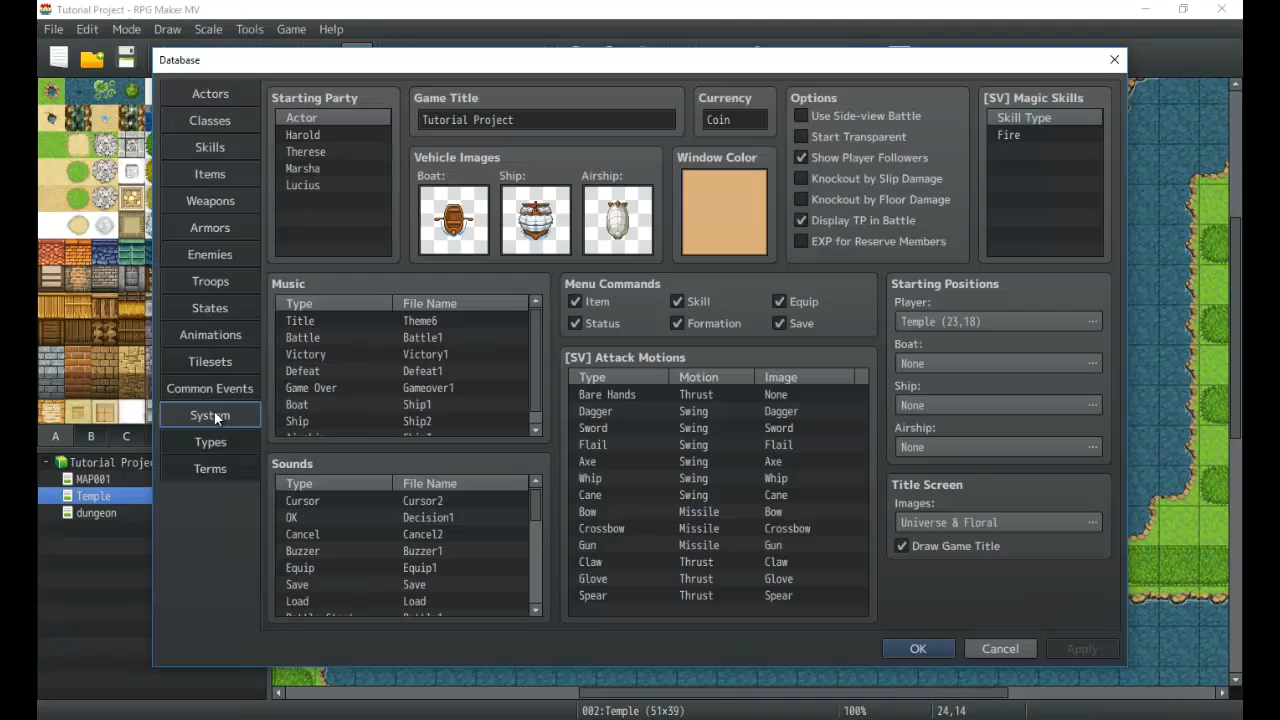 Tutorial Project - RPG Maker MV
File Edit Mode Draw Scale Tools Game Help
Database
Actors
Classes
Skills
Items
Weapons
Armors
Enemies
Troops
States
Animations
Tilesets
Common Events
System
Types
Terms
A B C
MAP001
Temple
dungeon
Starting Party
Actor
Harold
Therese
Marsha
Lucius
Game Title
Tutorial Project
Currency
Coin
Vehicle Images
Boat: Ship: Airship:
Window Color
Options
Use Side-view Battle
Start Transparent
Show Player Followers
Knockout by Slip Damage
Knockout by Floor Damage
Display TP in Battle
EXP for Reserve Members
[SV] Magic Skills
Skill Type
Fire
Music
Type File Name
Title Theme6
Battle Battle1
Victory Victory1
Defeat Defeat1
Game Over Gameover1
Boat Ship1
Ship Ship2
Sounds
Type File Name
Cursor Cursor2
OK Decision1
Cancel Cancel2
Buzzer Buzzer1
Equip Equip1
Save Save
Load Load
Menu Commands
Item Skill Equip
Status Formation Save
[SV] Attack Motions
Type Motion Image
Bare Hands Thrust None
Dagger Swing Dagger
Sword Swing Sword
Flail Swing Flail
Axe Swing Axe
Whip Swing Whip
Cane Swing Cane
Bow Missile Bow
Crossbow Missile Crossbow
Gun Missile Gun
Claw Thrust Claw
Glove Thrust Glove
Spear Thrust Spear
Starting Positions
Player:
Temple (23,18) ...
Boat:
None ...
Ship:
None ...
Airship:
None ...
Title Screen
Images:
Universe & Floral ...
Draw Game Title
OK Cancel Apply
002:Temple (51x39) 100% 24,14